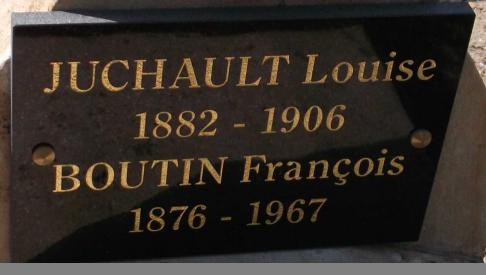 JUCHAULT Louise
1882 - 1906
BOUTIN François
1876 - 1967